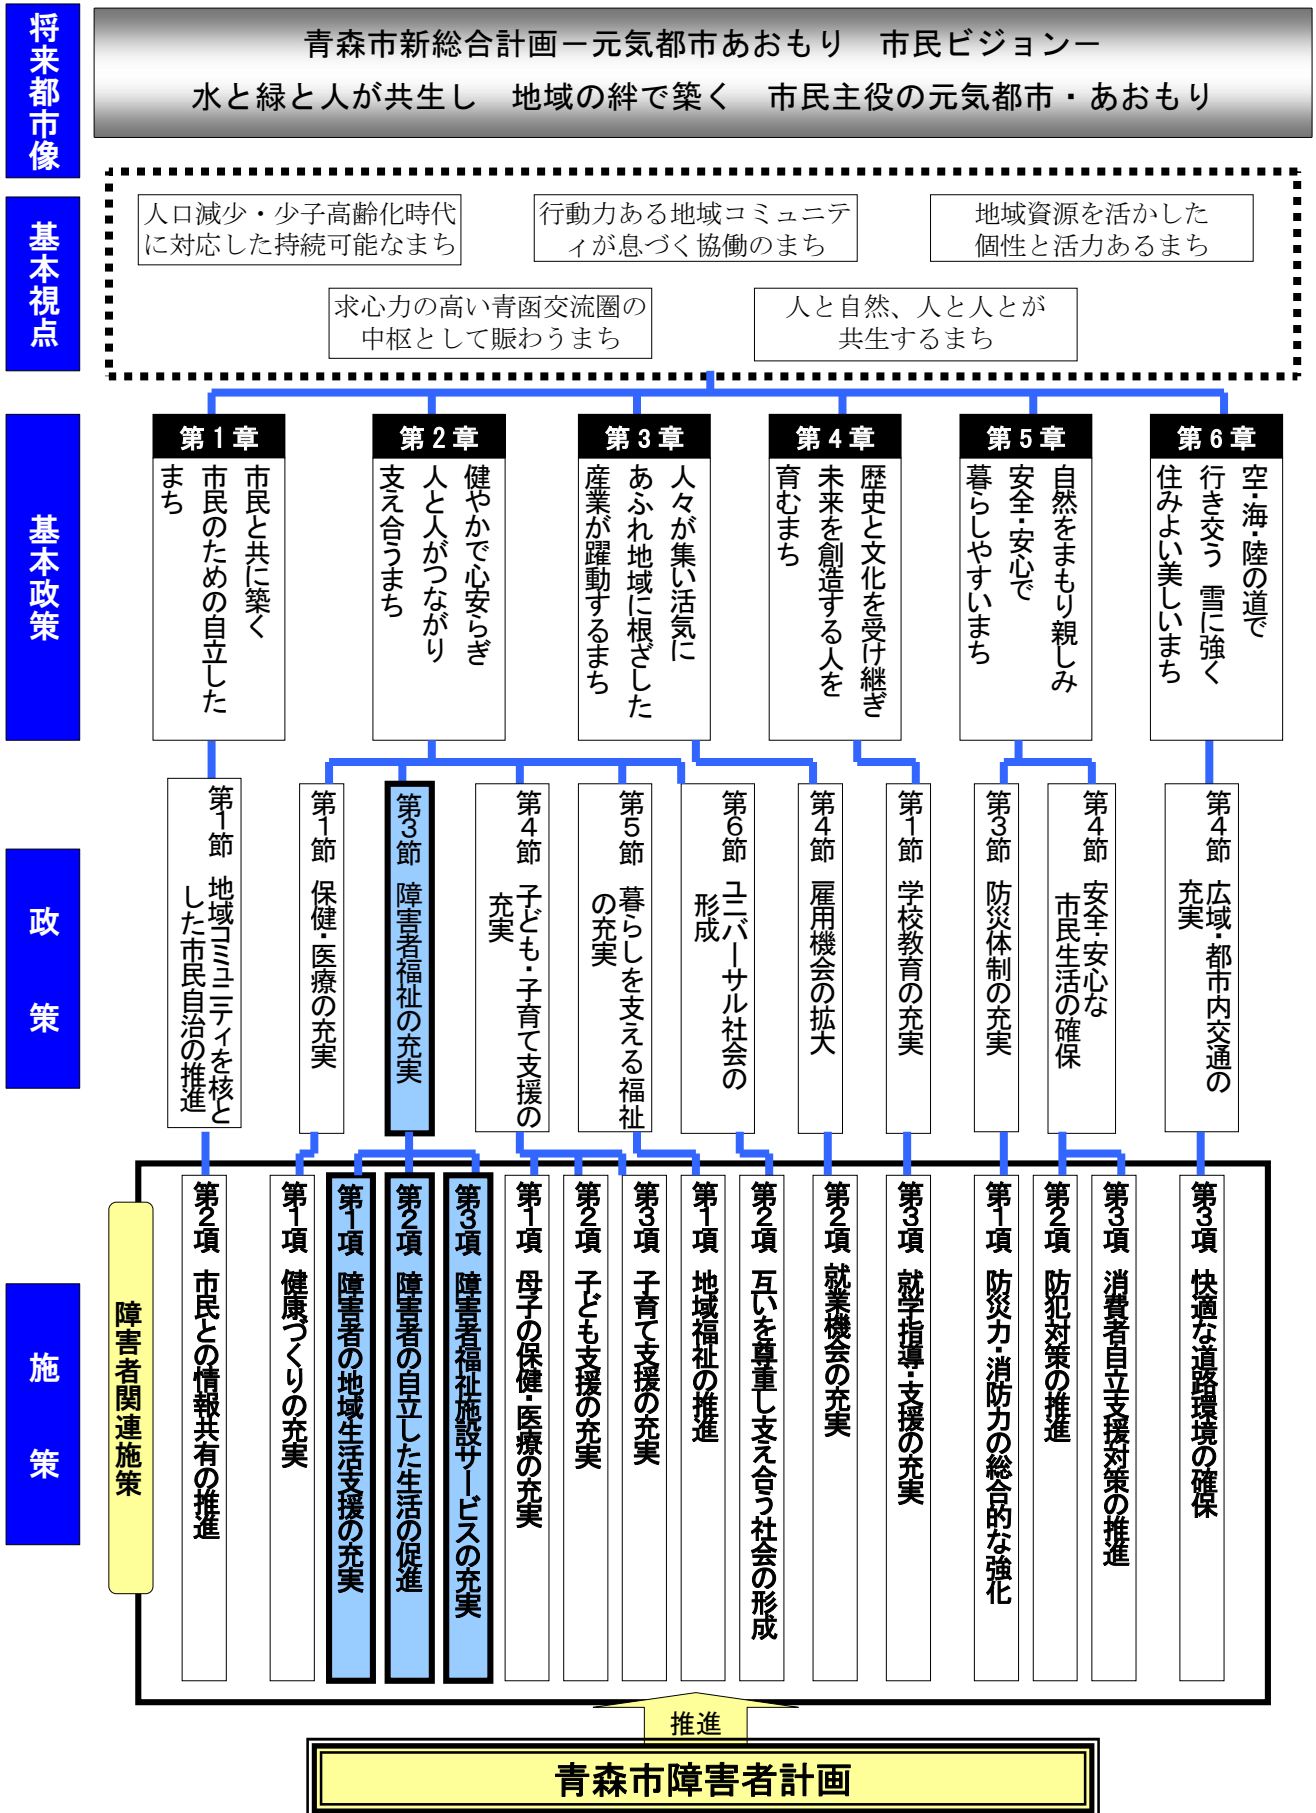 将来都市像
青森市新総合計画－元気都市あおもり　市民ビジョン－
水と緑と人が共生し　地域の絆で築く　市民主役の元気都市・あおもり
基本視点
人口減少・少子高齢化時代
に対応した持続可能なまち
行動力ある地域コミュニテ
ィが息づく協働のまち
地域資源を活かした
個性と活力あるまち
求心力の高い青函交流圏の
中枢として賑わうまち
人と自然、人と人とが
共生するまち
基本政策
第１章
市民と共に築く
市民のための自立した
まち
第２章
健やかで心安らぎ
人と人がつながり
支え合うまち
第３章
人々が集い活気に
あふれ地域に根ざした
産業が躍動するまち
第４章
歴史と文化を受け継ぎ
未来を創造する人を
育むまち
第５章
自然をまもり親しみ
安全・安心で
暮らしやすいまち
第６章
空・海・陸の道で
行き交う　雪に強く
住みよい美しいまち
政　策
第１節　地域コミュニティを核と
した市民自治の推進
第１節　保健・医療の充実
第３節　障害者福祉の充実
第４節　子ども・子育て支援の
充実
第５節　暮らしを支える福祉
の充実
第６節　ユニバーサル社会の
形成
第４節　雇用機会の拡大
第１節　学校教育の充実
第３節　防災体制の充実
第４節　安全・安心な
市民生活の確保
第４節　広域・都市内交通の
充実
施　策
障害者関連施策
第２項　市民との情報共有の推進
第１項　健康づくりの充実
第１項　障害者の地域生活支援の充実
第２項　障害者の自立した生活の促進
第３項　障害者福祉施設サービスの充実
第１項　母子の保健・医療の充実
第２項　子ども支援の充実
第３項　子育て支援の充実
第１項　地域福祉の推進
第２項　互いを尊重し支え合う社会の形成
第２項　就業機会の充実
第３項　就学指導・支援の充実
第１項　防災力・消防力の総合的な強化
第２項　防犯対策の推進
第３項　消費者自立支援対策の推進
第３項　快適な道路環境の確保
推進
青森市障害者計画